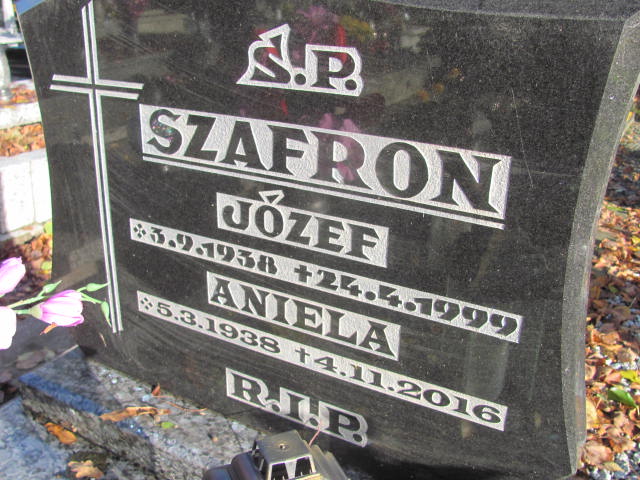 Ś.P.
SZAFRON
JÓZEF
*3.9.1938 +24.4.1999
ANIELA
*5.3.1938 +4.11.2016
R.I.P.